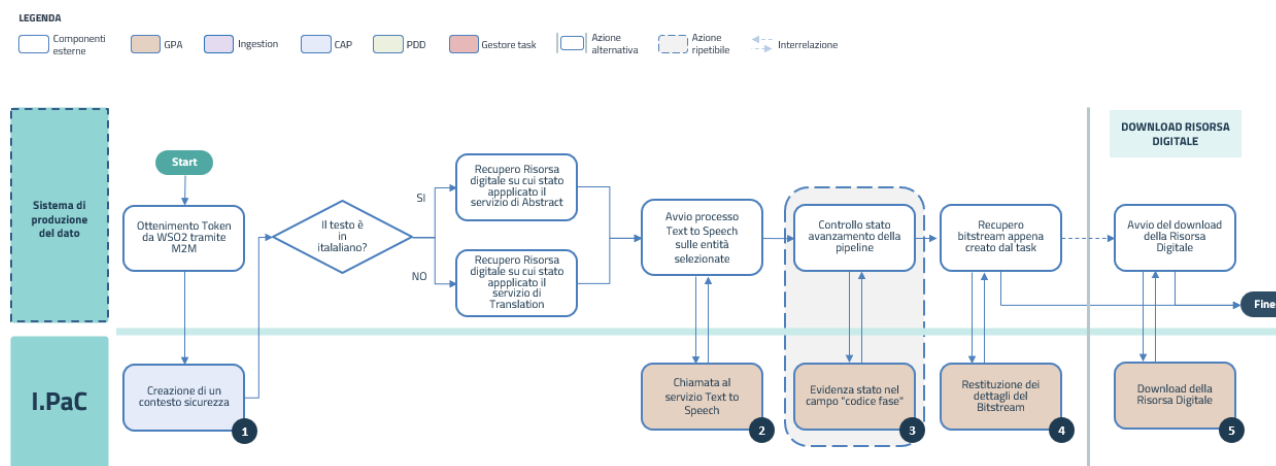 LEGENDA
Componenti
esterne
GPA
Ingestion
CAP
PDD
Gestore task
Azione
alternativa
Azione
ripetibile
Interrelazione
DOWNLOAD RISORSA
DIGITALE
Sistema di
produzione
del dato
Start
Ottenimento Token
da WSO2 tramite
M2M
Il testo è
in
italaliano?
SI
NO
Recupero Risorsa
digitale su cui stato
appplicato il
servizio di Abstract
Recupero Risorsa
digitale su cui stato
appplicato il
servizio di
Translation
Avvio processo
Text to Speech
sulle entità
selezionate
Controllo stato
avanzamento della
pipeline
Recupero
bitstream appena
creato dal task
Avvio del download
della Risorsa
Digitale
Fine
I.PaC
Creazione di un
contesto sicurezza
1
Chiamata al
servizio Text to
Speech
2
Evidenza stato nel
campo "codice fase"
3
Restituzione dei
dettagli del
Bitstream
4
Download della
Risorsa Digitale
5